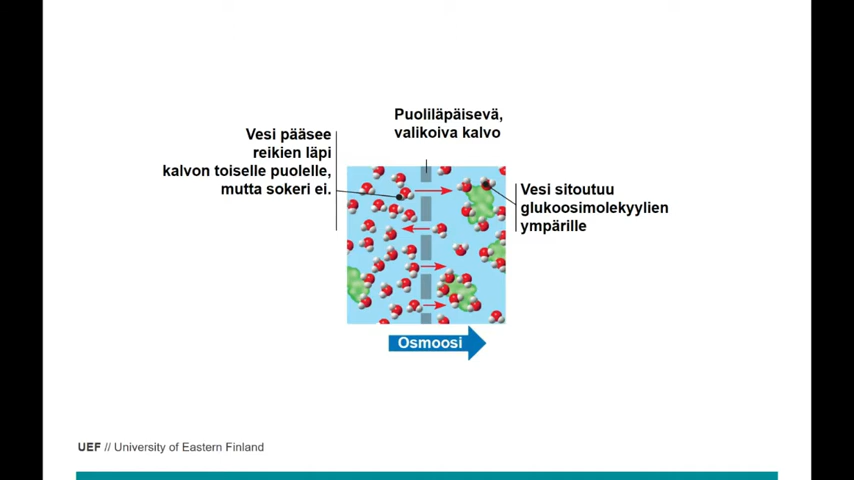 Puoliläpäisevä,
valikoiva kalvo
Vesi pääsee
reikien läpi
kalvon toiselle puolelle,
mutta sokeri ei.
Vesi sitoutuu
glukoosimolekyylien
ympärille
Osmoosi
UEF // University of Eastern Finland